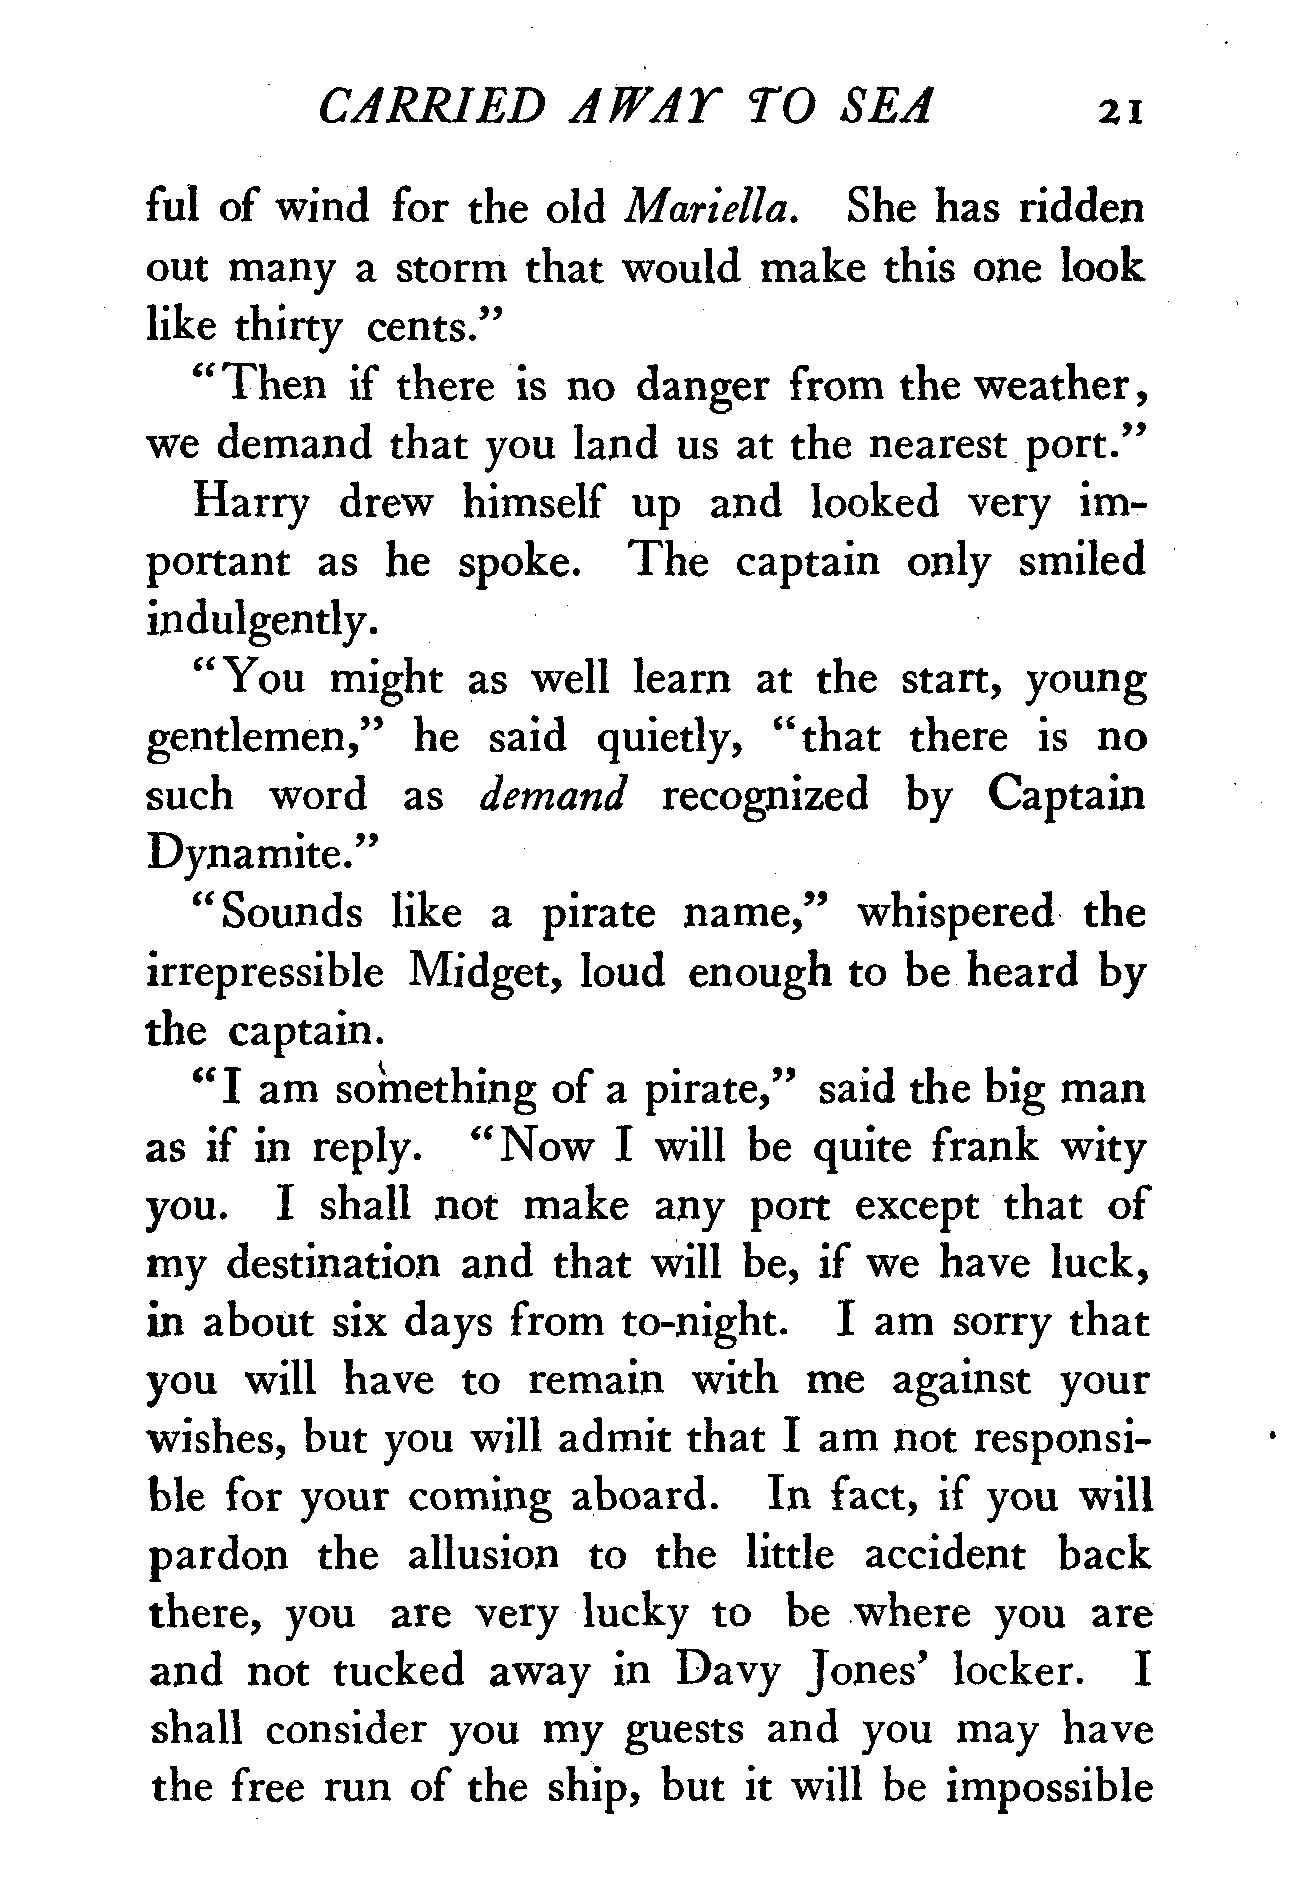 CARRIED AWAY TO SEA 21
ful of wind for the old Mariella. She has ridden
out many a storm that would make this one look
like thirty cents."
"Then if there is no danger from the weather,
we demand that you land us at the nearest port."
Harry drew himself up and looked very im-
portant as he spoke. The captain only smiled
indulgently.
"You might as well learn at the start, young
gentlemen," he said quietly, "that there is no
such word as demand recognized by Captain
Dynamite."
"Sounds like a pirate name," whispered the
irrepressible Midget, loud enough to be heard by
the captain.
"I am something of a pirate," said the big man
as if in reply. "Now I will be quite frank wity
you. I shall not make any port except that of
my destination and that will be, if we have luck,
in about six days from to-night. I am sorry that
you will have to remain with me against your
wishes, but you will admit that I am not responsi-
ble for your coming aboard. In fact, if you will
pardon the allusion to the little accident back
there, you are very lucky to be where you are
and not tucked away in Davy Jones' locker. I
shall consider you my guests and you may have
the free run of the ship, but it will be impossible